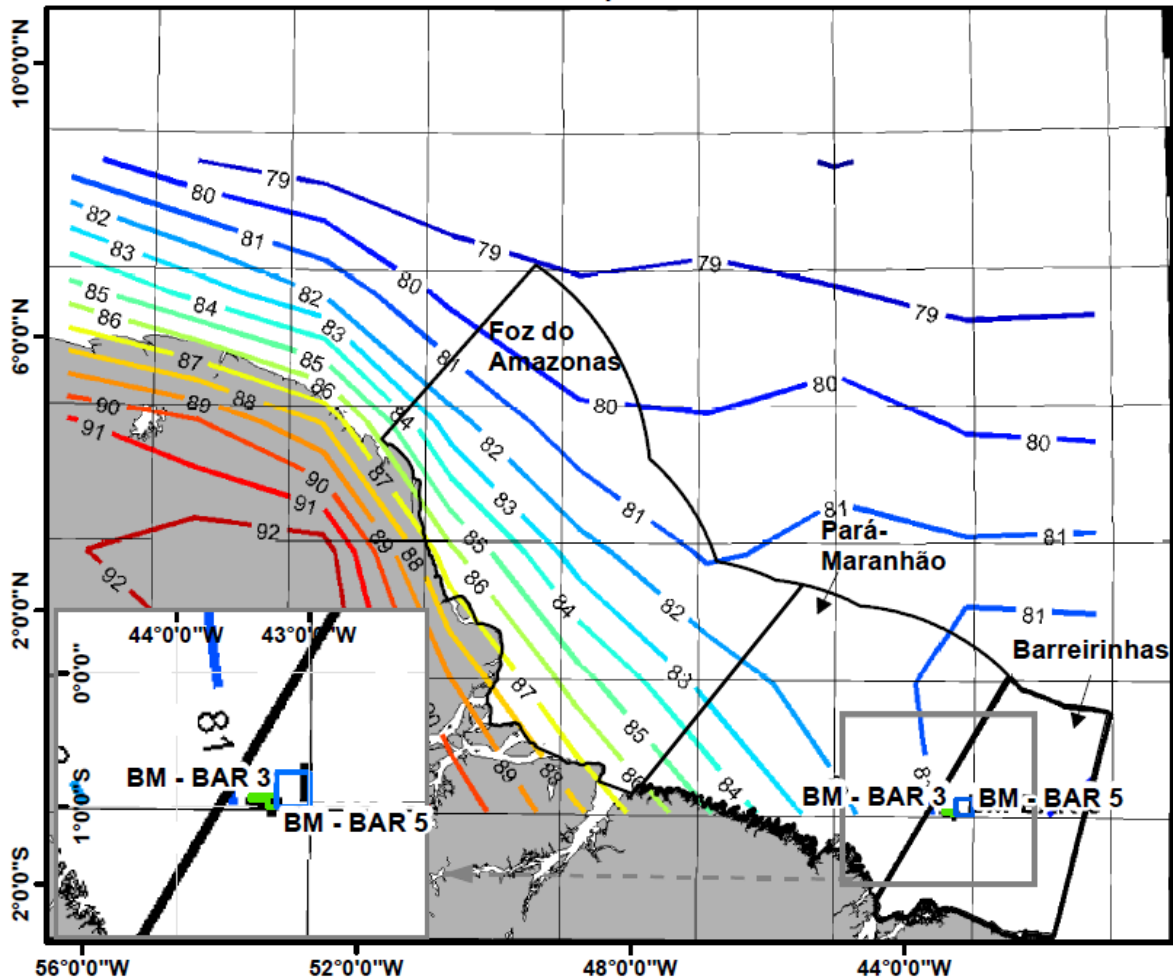 10°0'0"N
6°0'0"N
2°0'0"N
2°0'0"S
79
79
79
79
80
80
80
80
80
81
81
81
81
81
81
82
82
82
82
83
83
83
83
84
84
84
84
84
85
85
85
85
86
86
86
86
87
87
87
88
88
88
89
89
89
90
90
91
91
92
92
Foz do
Amazonas
Pará-
Maranhão
Barreirinhas
BM - BAR 3
BM - BAR 5
44°0'0"W
43°0'0"W
0°0'0"
1°0'0"S
81
BM - BAR 3
BM - BAR 5
56°0'0"W
52°0'0"W
48°0'0"W
44°0'0"W